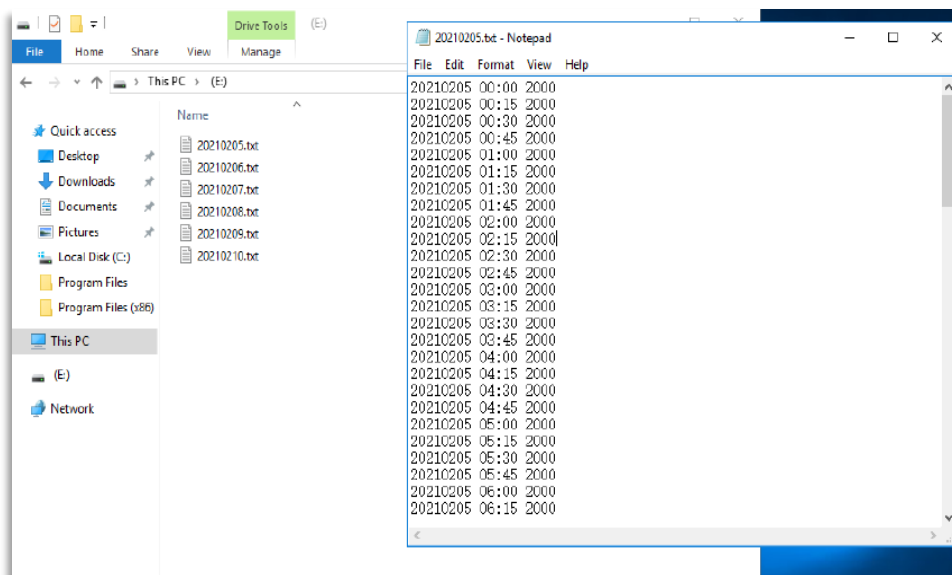 Drive Tools
(E:)
File
Home
Share
View
Manage
This PC
(E:)
Name
Quick access
Desktop
Downloads
Documents
Pictures
Local Disk (C:)
Program Files
Program Files (x86)
This PC
(E:)
Network
20210205.txt
20210206.txt
20210207.txt
20210208.txt
20210209.txt
20210210.txt
20210205.txt - Notepad
File Edit Format View Help
20210205 00:00 2000
20210205 00:15 2000
20210205 00:30 2000
20210205 00:45 2000
20210205 01:00 2000
20210205 01:15 2000
20210205 01:30 2000
20210205 01:45 2000
20210205 02:00 2000
20210205 02:15 2000
20210205 02:30 2000
20210205 02:45 2000
20210205 03:00 2000
20210205 03:15 2000
20210205 03:30 2000
20210205 03:45 2000
20210205 04:00 2000
20210205 04:15 2000
20210205 04:30 2000
20210205 04:45 2000
20210205 05:00 2000
20210205 05:15 2000
20210205 05:30 2000
20210205 05:45 2000
20210205 06:00 2000
20210205 06:15 2000